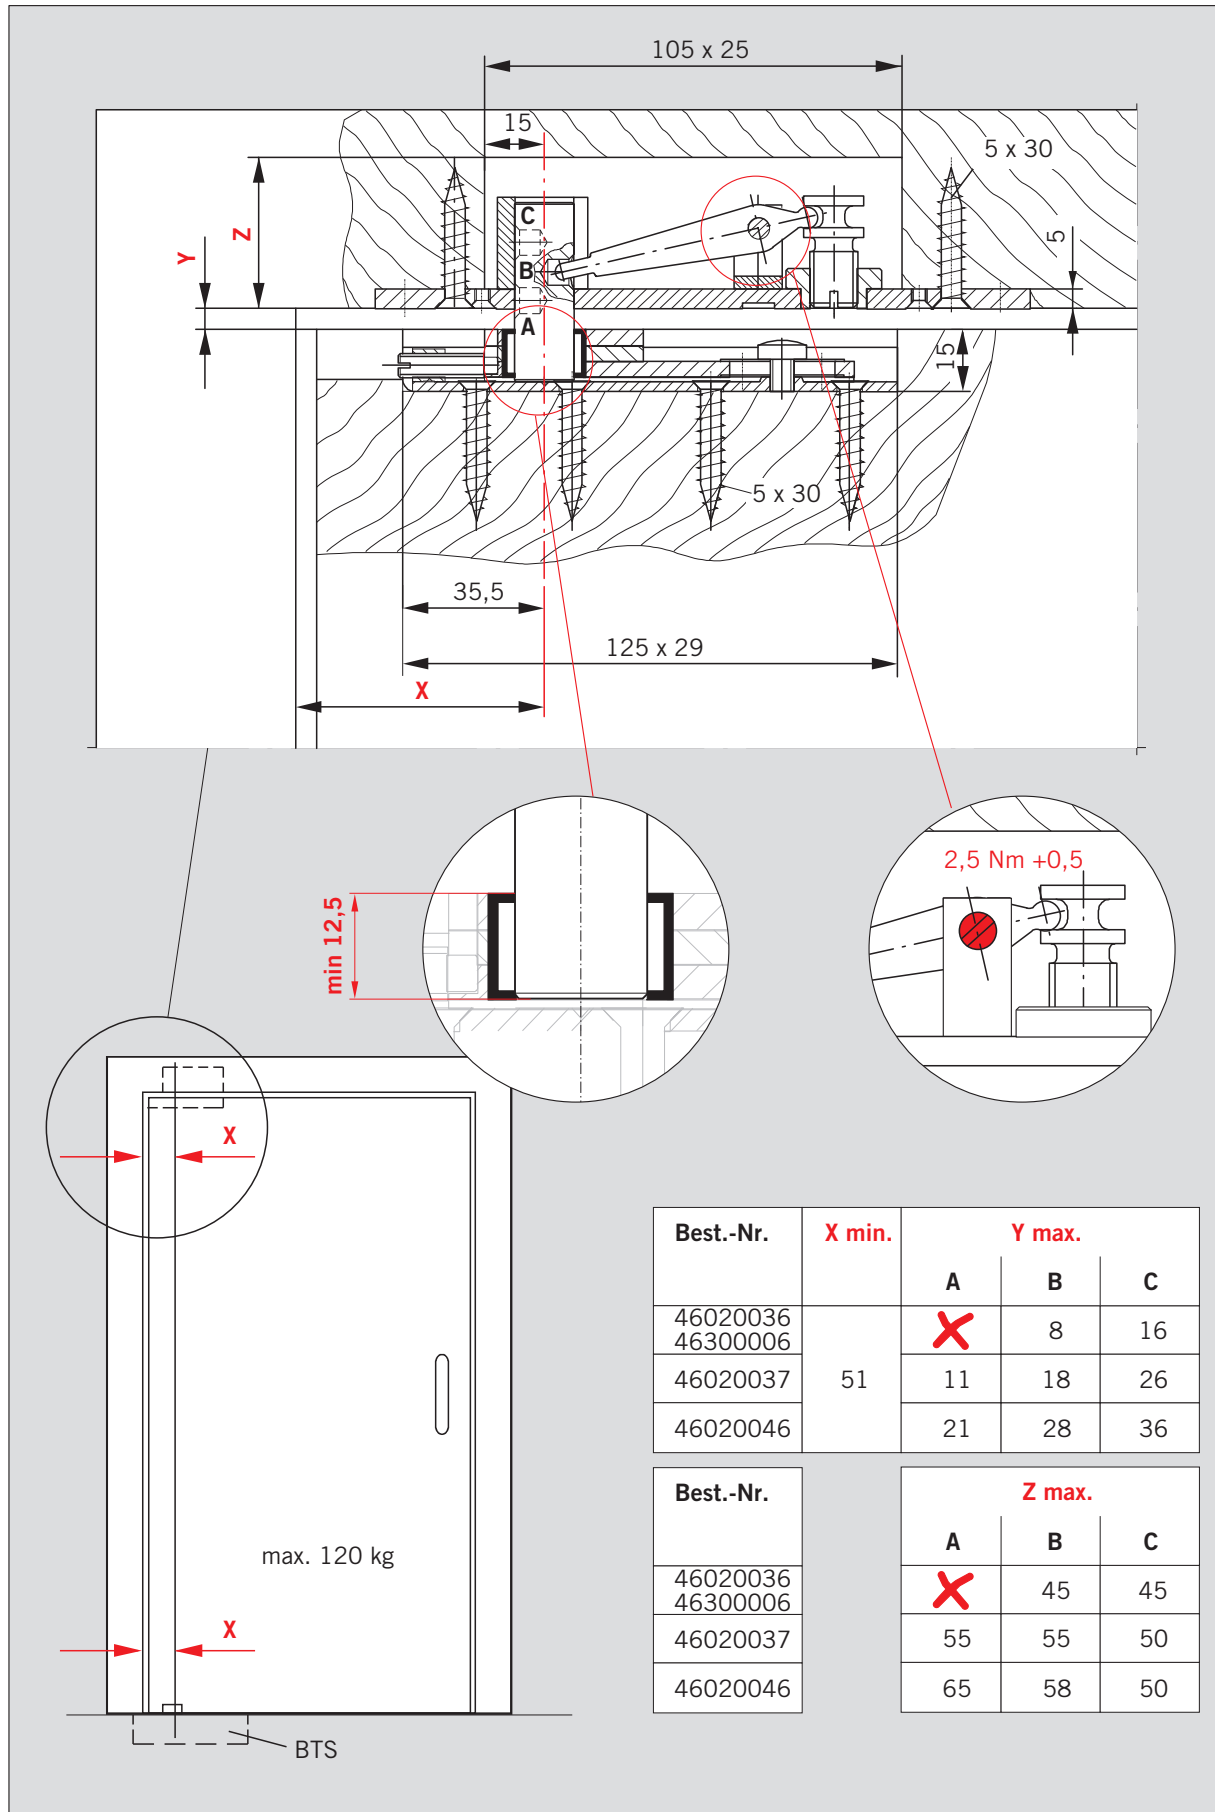 105 x 25
15
5 x 30
C
Z
Y
B
5
A
15
5 x 30
35,5
125 x 29
X
2,5 Nm +0,5
min 12,5
X
Best.-Nr. X min. Y max.
A B C
46020036
46300006 8 16
46020037 51 11 18 26
46020046 21 28 36
Best.-Nr. Z max.
A B C
46020036
46300006 45 45
46020037 55 55 50
46020046 65 58 50
max. 120 kg
X
BTS